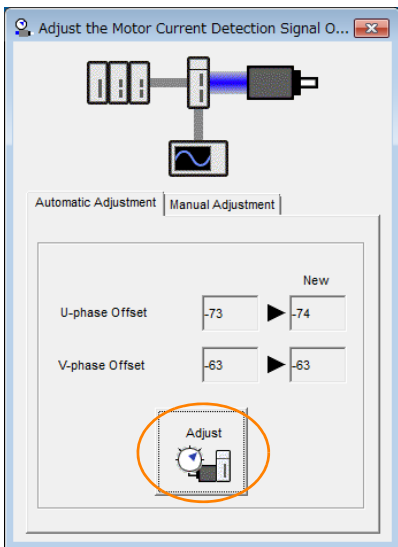 Adjust the Motor Current Detection Signal O...
Automatic Adjustment
Manual Adjustment
New
U-phase Offset
-73
-74
V-phase Offset
-63
-63
Adjust